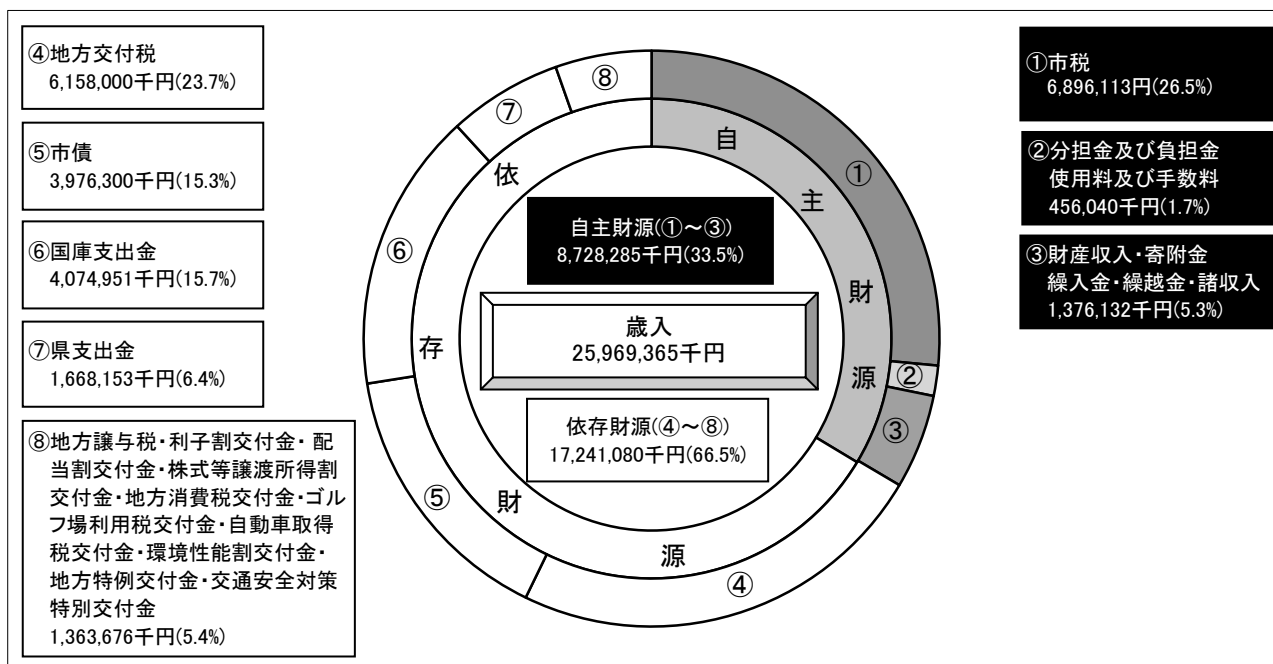 ④地方交付税
6,158,000千円(23.7%)
⑤市債
3,976,300千円(15.3%)
⑥国庫支出金
4,074,951千円(15.7%)
⑦県支出金
1,668,153千円(6.4%)
⑧地方譲与税・利子割交付金・配
当割交付金・株式等譲渡所得割
交付金・地方消費税交付金・ゴル
フ場利用税交付金・自動車取得
税交付金・環境性能割交付金・
地方特例交付金・交通安全対策
特別交付金
1,363,676千円(5.4%)
①市税
6,896,113円(26.5%)
②分担金及び負担金
使用料及び手数料
456,040千円(1.7%)
③財産収入・寄附金
繰入金・繰越金・諸収入
1,376,132千円(5.3%)
自主財源(①~③)
8,728,285千円(33.5%)
歳入
25,969,365千円
依存財源(④~⑧)
17,241,080千円(66.5%)
自主財源
依存財源
①
②
③
④
⑤
⑥
⑦
⑧